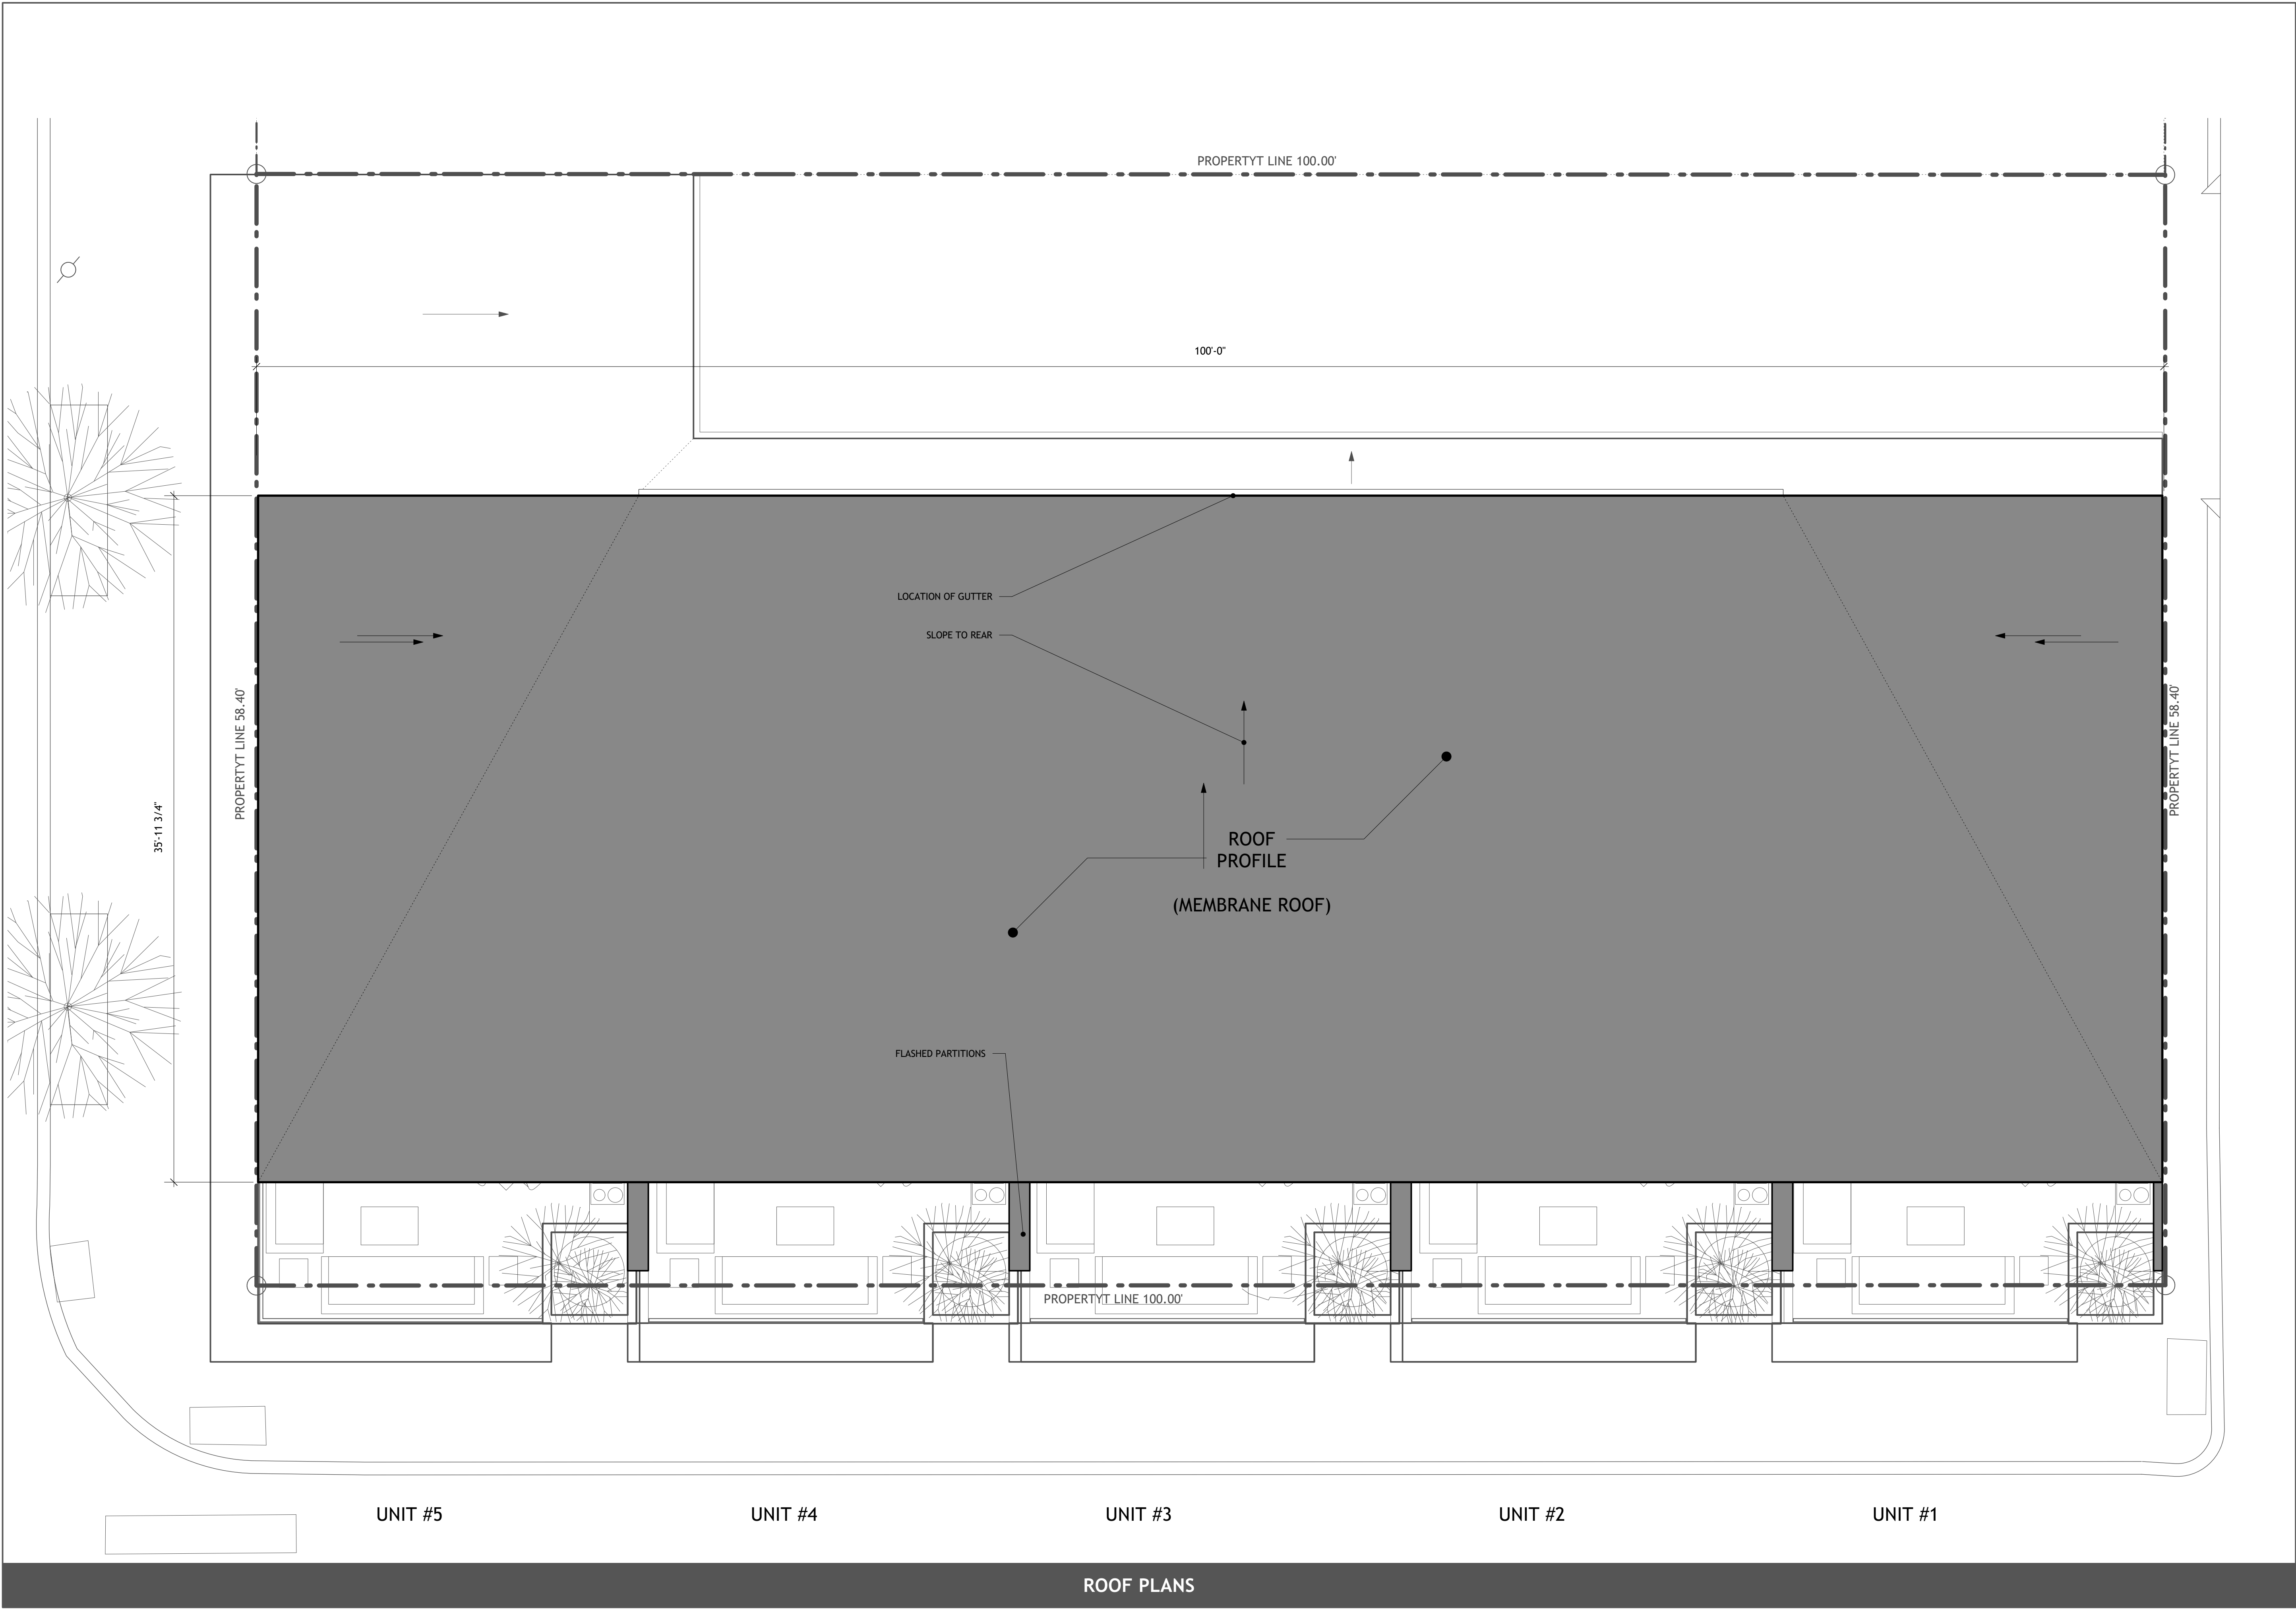 PROPERTYT LINE 100.00'
100'-0"
LOCATION OF GUTTER
SLOPE TO REAR
PROPERTYT LINE 58.40'
PROPERTYT LINE 58.40'
35'-11 3/4"
ROOF
PROFILE
(MEMBRANE ROOF)
FLASHED PARTITIONS
PROPERTYT LINE 100.00'
UNIT #5
UNIT #4
UNIT #3
UNIT #2
UNIT #1
ROOF PLANS